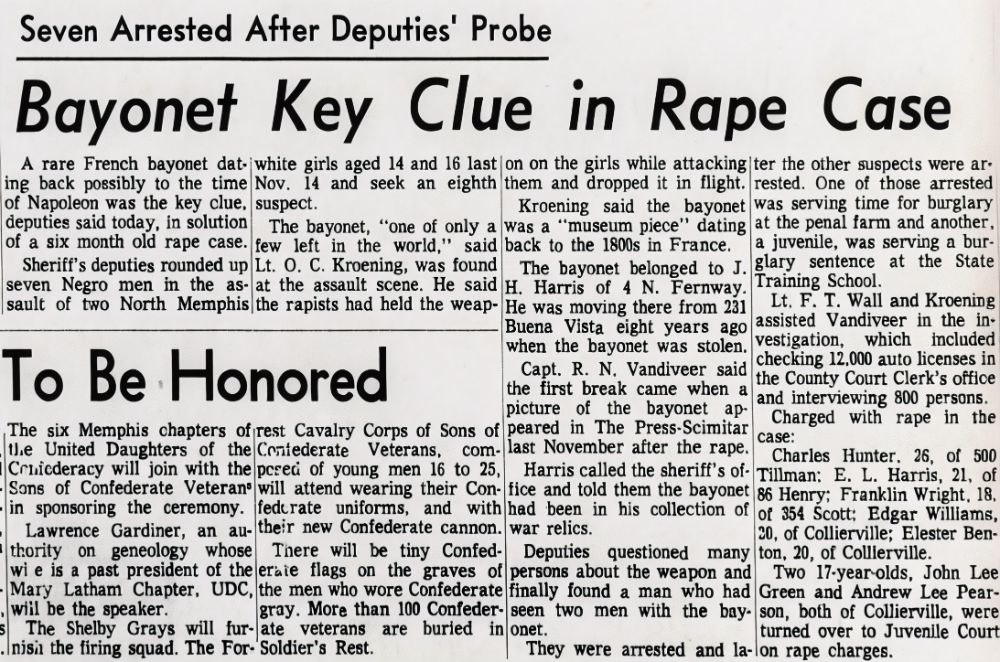 Seven Arrested After Deputies' Probe
Bayonet Key Clue in Rape Case
A rare French bayonet dat-
ing back possibly to the time
of Napoleon was the key clue,
deputies said today, in solution
of a six month old rape case.
Sheriff's deputies rounded up
seven Negro men in the as-
sault of two North Memphis
white girls aged 14 and 16 last
Nov. 14 and seek an eighth
suspect.
The bayonet, "one of only a
few left in the world," said
Lt. O. C. Kroening, was found
at the assault scene. He said
the rapists had held the weap-
on on the girls while attacking
them and dropped it in flight.
Kroening said the bayonet
was a "museum piece" dating
back to the 1800s in France.
The bayonet belonged to J.
H. Harris of 4 N. Fernway.
He was moving there from 231
Buena Vista eight years ago
when the bayonet was stolen.
Capt. R. N. Vandiveer said
the first break came when a
picture of the bayonet ap-
peared in The Press-Scimitar
last November after the rape.
Harris called the sheriff's of-
fice and told them the bayonet
had been in his collection of
war relics.
Deputies questioned many
persons about the weapon and
finally found a man who had
seen two men with the bay-
onet.
They were arrested and la-
ter the other suspects were ar-
rested. One of those arrested
was serving time for burglary
at the penal farm and another,
a juvenile, was serving a bur-
glary sentence at the State
Training School.
Lt. F. T. Wall and Kroening
assisted Vandiveer in the in-
vestigation, which included
checking 12,000 auto licenses in
the County Court Clerk's office
and interviewing 800 persons.
Charged with rape in the
case:
Charles Hunter, 26, of 500
Tillman; E. L. Harris, 21, of
86 Henry; Franklin Wright, 18,
of 354 Scott; Edgar Williams,
20, of Collierville; Elester Ben-
ton, 20, of Collierville.
Two 17-year-olds, John Lee
Green and Andrew Lee Pear-
son, both of Collierville, were
turned over to Juvenile Court
on rape charges.
To Be Honored
The six Memphis chapters of
the United Daughters of the
Confederacy will join with the
Sons of Confederate Veterans
in sponsoring the ceremony.
Lawrence Gardiner, an au-
thority on geneology whose
wife is a past president of the
Mary Latham Chapter, UDC,
will be the speaker.
The Shelby Grays will fur-
nish the firing squad. The For-
rest Cavalry Corps of Sons of
Confederate Veterans, com-
posed of young men 16 to 25,
will attend wearing their Con-
federate uniforms, and with
their new Confederate cannon.
There will be tiny Confed-
erate flags on the graves of
the men who wore Confederate
gray. More than 100 Confeder-
ate veterans are buried in
Soldier's Rest.